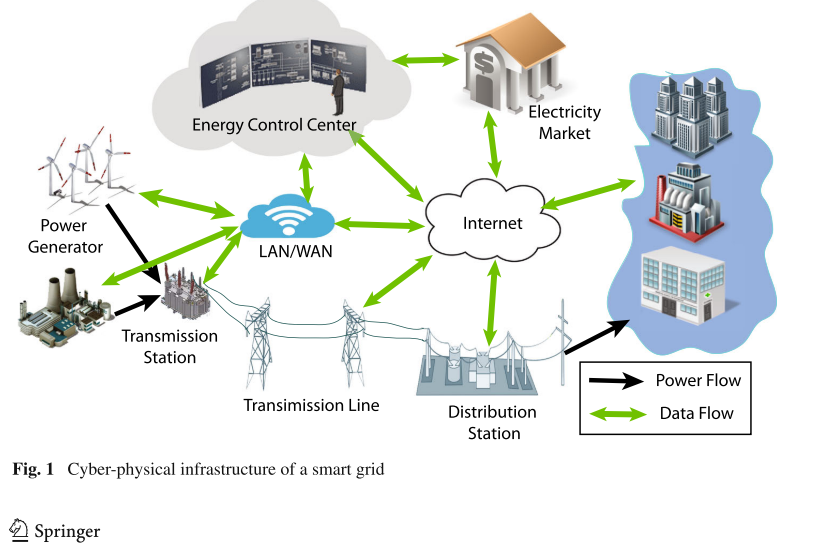 Energy Control Center
$
Electricity
Market
Power
Generator
LAN/WAN
Internet
Transmission
Station
Transimission Line
Distribution
Station
Power Flow
Data Flow
Fig. 1 Cyber-physical infrastructure of a smart grid
Springer